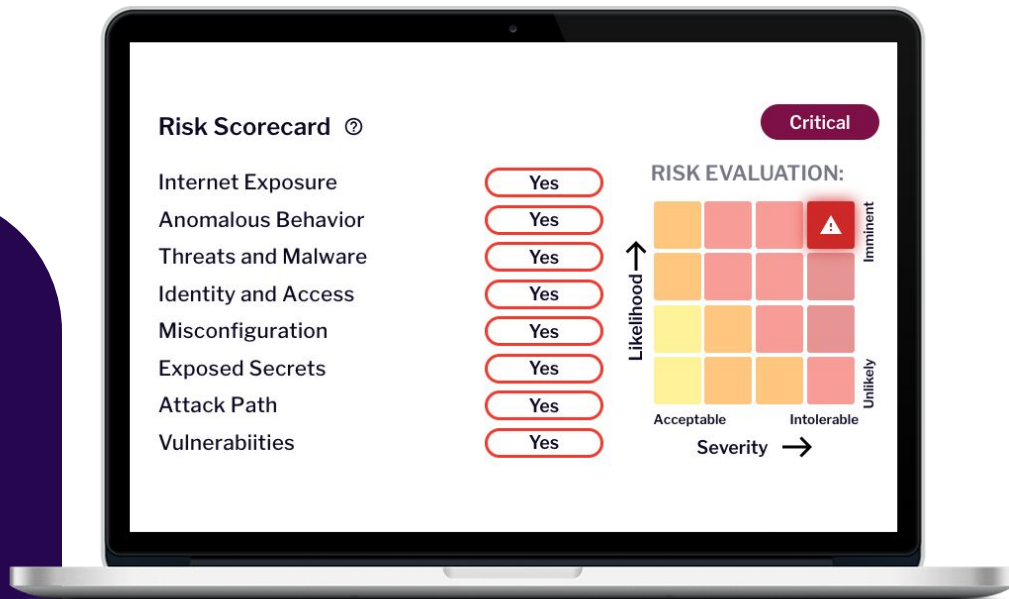 Risk Scorecard
Critical
Internet Exposure Yes
Anomalous Behavior Yes
Threats and Malware Yes
Identity and Access Yes
Misconfiguration Yes
Exposed Secrets Yes
Attack Path Yes
Vulnerabiities Yes
RISK EVALUATION:
Likelihood
Imminent
Unlikely
Acceptable Intolerable
Severity